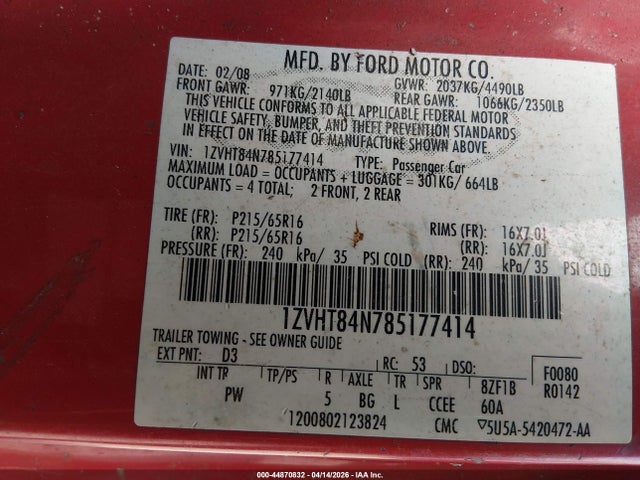 MFD. BY FORD MOTOR CO.
DATE: 02/08 GVWR: 2037KG/4490LB
FRONT GAWR: 971KG/2140LB REAR GAWR: 1066KG/2350LB
THIS VEHICLE CONFORMS TO ALL APPLICABLE FEDERAL MOTOR
VEHICLE SAFETY, BUMPER, AND THEFT PREVENTION STANDARDS
IN EFFECT ON THE DATE OF MANUFACTURE SHOWN ABOVE.
VIN: 1ZVHT84N785177414 TYPE: Passenger Car
MAXIMUM LOAD = OCCUPANTS + LUGGAGE = 301KG/ 664LB
OCCUPANTS = 4 TOTAL; 2 FRONT, 2 REAR
TIRE (FR): P215/65R16 RIMS (FR): 16X7.0J
(RR): P215/65R16 (RR): 16X7.0J
PRESSURE (FR): 240 kPa/ 35 PSI COLD (RR): 240 kPa/ 35 PSI COLD
1ZVHT84N785177414
TRAILER TOWING - SEE OWNER GUIDE
EXT PNT: D3 RC: 53 DSO: F0080
INT TR TP/PS R AXLE TR SPR 8ZF1B R0142
PW 5 BG L CCEE 60A
1200802123824 CMC 5U5A-5420472-AA
© - 44870832 - 04/14/2026 - IAAI.com